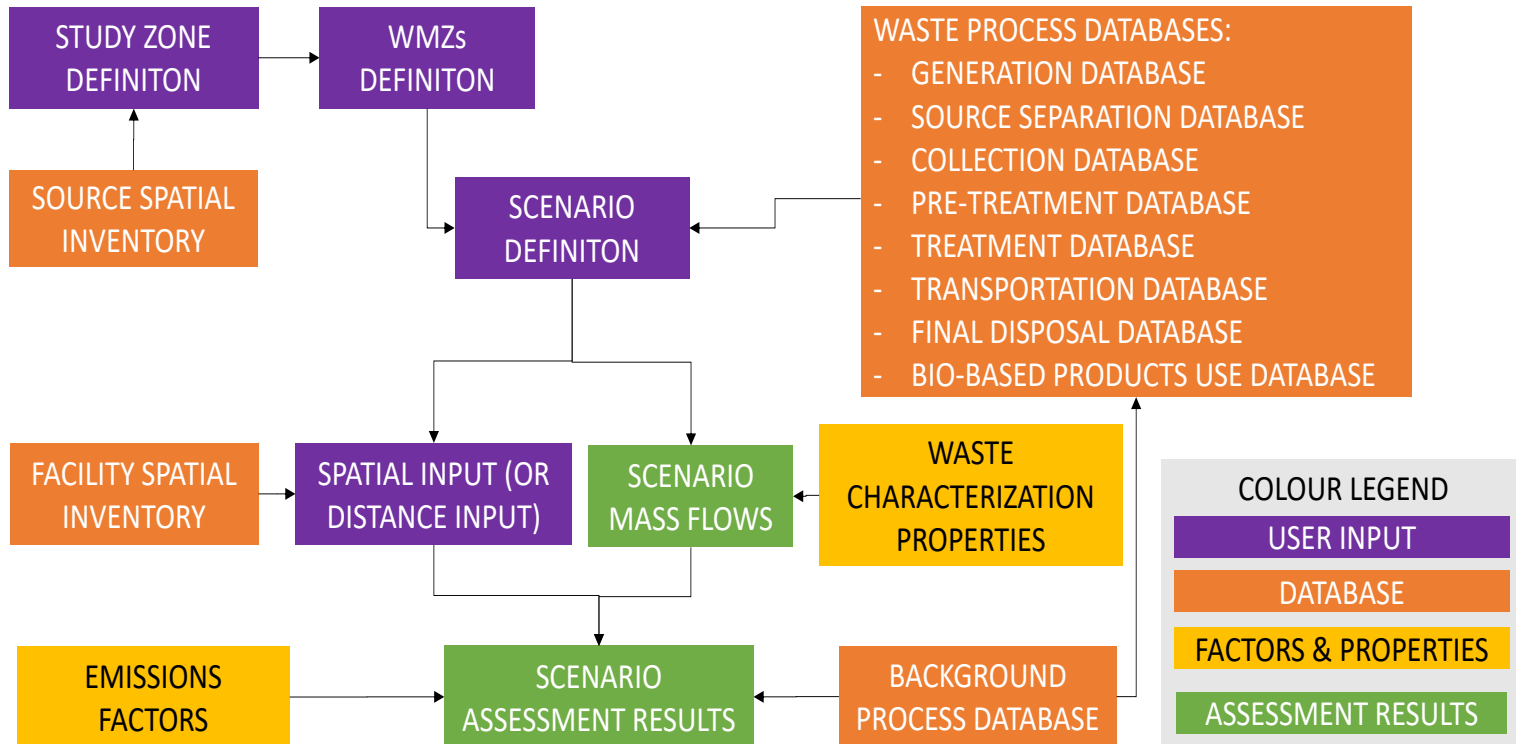 STUDY ZONE
DEFINITON
WMZs
DEFINITON
WASTE PROCESS DATABASES:
- GENERATION DATABASE
- SOURCE SEPARATION DATABASE
- COLLECTION DATABASE
- PRE-TREATMENT DATABASE
- TREATMENT DATABASE
- TRANSPORTATION DATABASE
- FINAL DISPOSAL DATABASE
- BIO-BASED PRODUCTS USE DATABASE
SOURCE SPATIAL
INVENTORY
SCENARIO
DEFINITON
FACILITY SPATIAL
INVENTORY
SPATIAL INPUT (OR
DISTANCE INPUT)
SCENARIO
MASS FLOWS
WASTE
CHARACTERIZATION
PROPERTIES
EMISSIONS
FACTORS
SCENARIO
ASSESSMENT RESULTS
BACKGROUND
PROCESS DATABASE
COLOUR LEGEND
USER INPUT
DATABASE
FACTORS & PROPERTIES
ASSESSMENT RESULTS